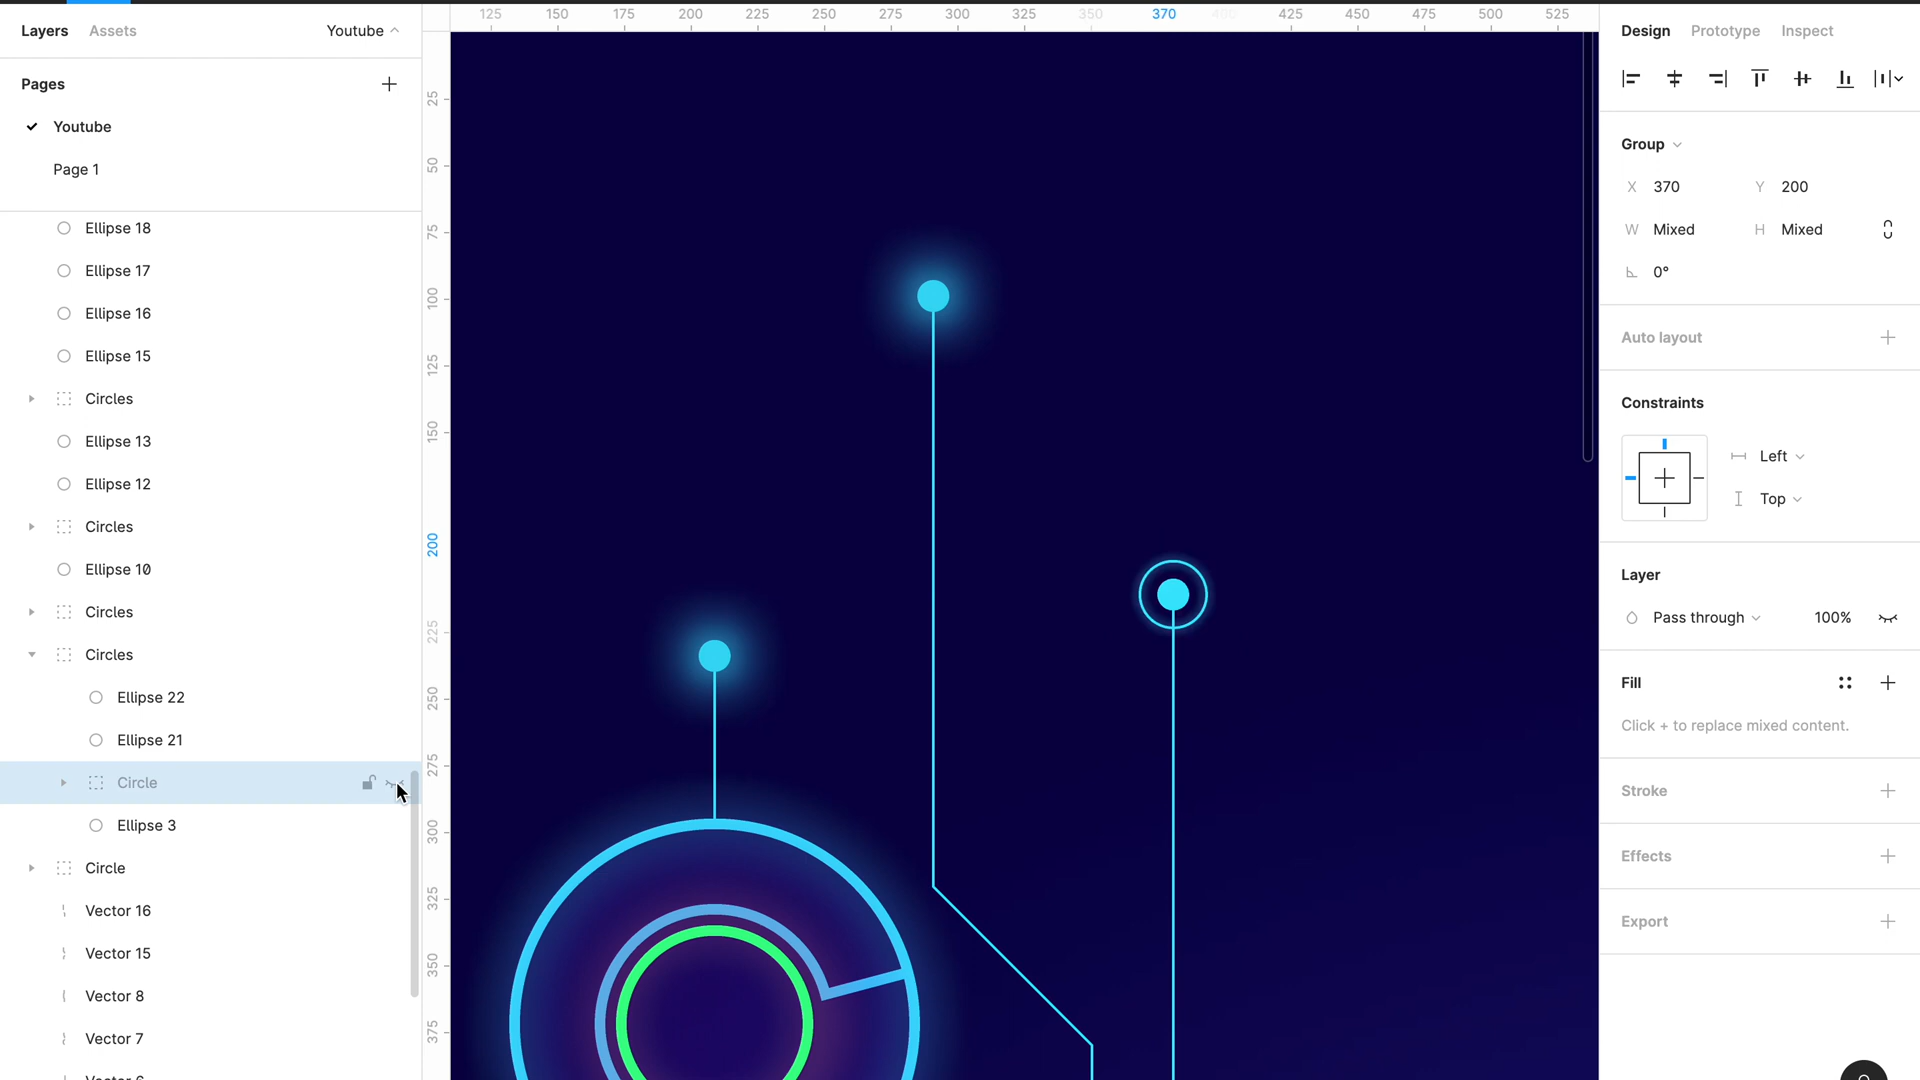 Layers Assets Youtube
Pages
Youtube
Page 1
Ellipse 18
Ellipse 17
Ellipse 16
Ellipse 15
Circles
Ellipse 13
Ellipse 12
Circles
Ellipse 10
Circles
Circles
Ellipse 22
Ellipse 21
Circle
Ellipse 3
Circle
Vector 16
Vector 15
Vector 8
Vector 7
125 150 175 200 225 250 275 300 325 350 370 400 425 450 475 500 525
25
50
75
100
125
150
200
225
250
275
300
325
350
375
Design Prototype Inspect
Group
X 370 Y 200
W Mixed H Mixed
0°
Auto layout
Constraints
Left
Top
Layer
Pass through 100%
Fill
Click + to replace mixed content.
Stroke
Effects
Export